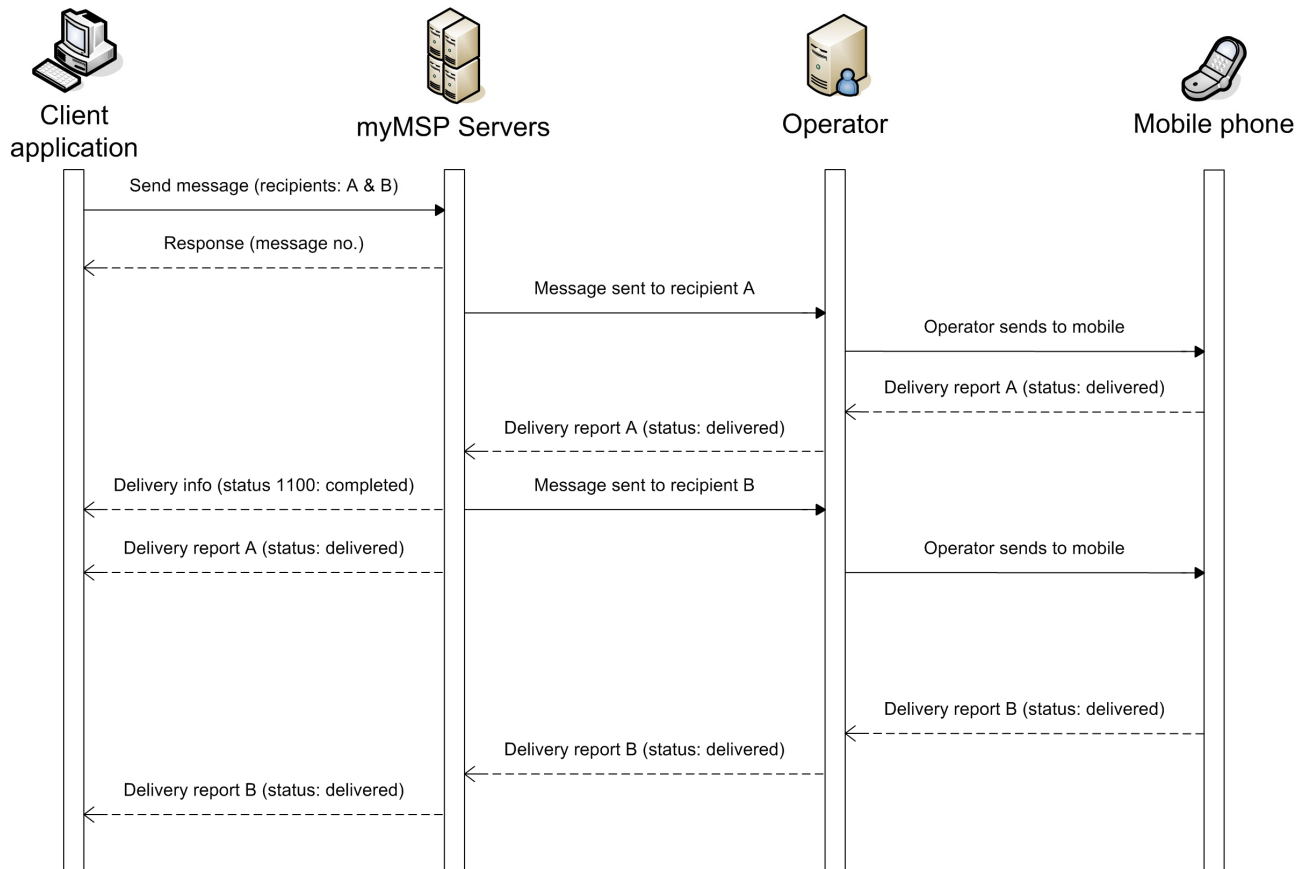 Client
application
myMSP Servers
Operator
Mobile phone
Send message (recipients: A & B)
Response (message no.)
Message sent to recipient A
Operator sends to mobile
Delivery report A (status: delivered)
Delivery report A (status: delivered)
Delivery info (status 1100: completed)
Message sent to recipient B
Delivery report A (status: delivered)
Operator sends to mobile
Delivery report B (status: delivered)
Delivery report B (status: delivered)
Delivery report B (status: delivered)